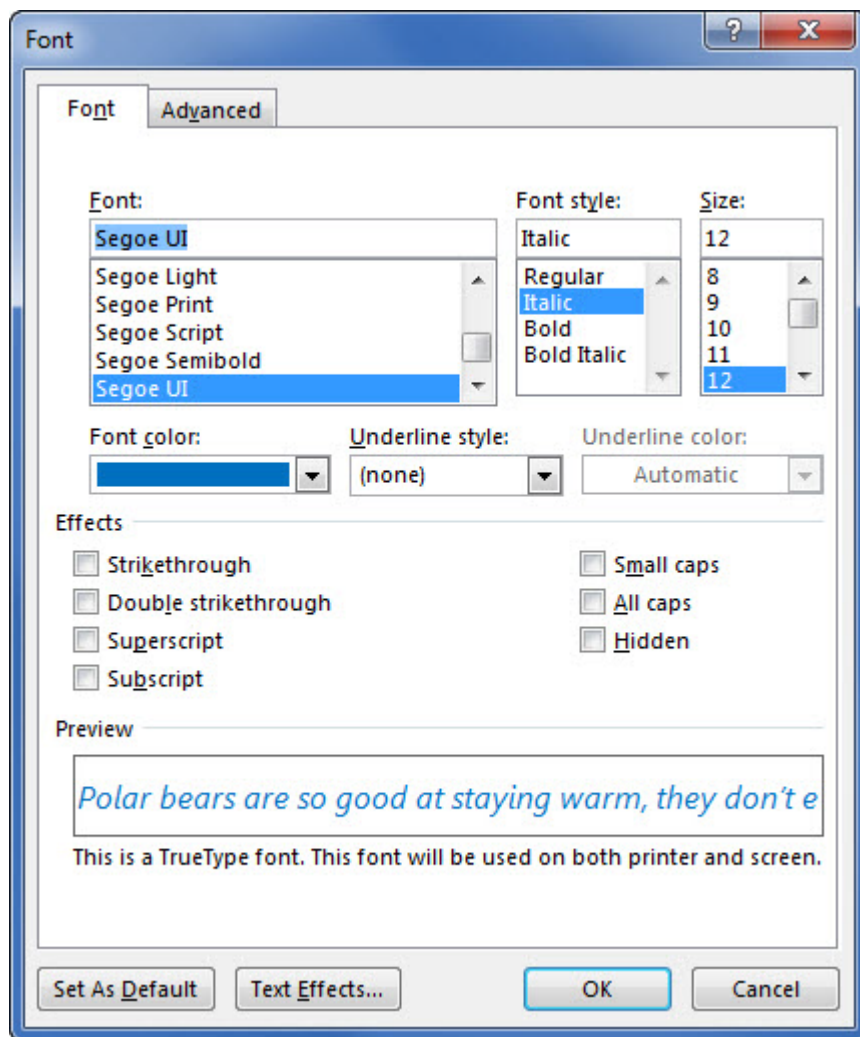 Font
?
X
Font Advanced
Font: Font style: Size:
Segoe UI Italic 12
Segoe Light Regular 8
Segoe Print Italic 9
Segoe Script Bold 10
Segoe Semibold Bold Italic 11
Segoe UI 12
Font color: Underline style: Underline color:
(none) Automatic
Effects
Strikethrough Small caps
Double strikethrough All caps
Superscript Hidden
Subscript
Preview
Polar bears are so good at staying warm, they don't e
This is a TrueType font. This font will be used on both printer and screen.
Set As Default Text Effects... OK Cancel